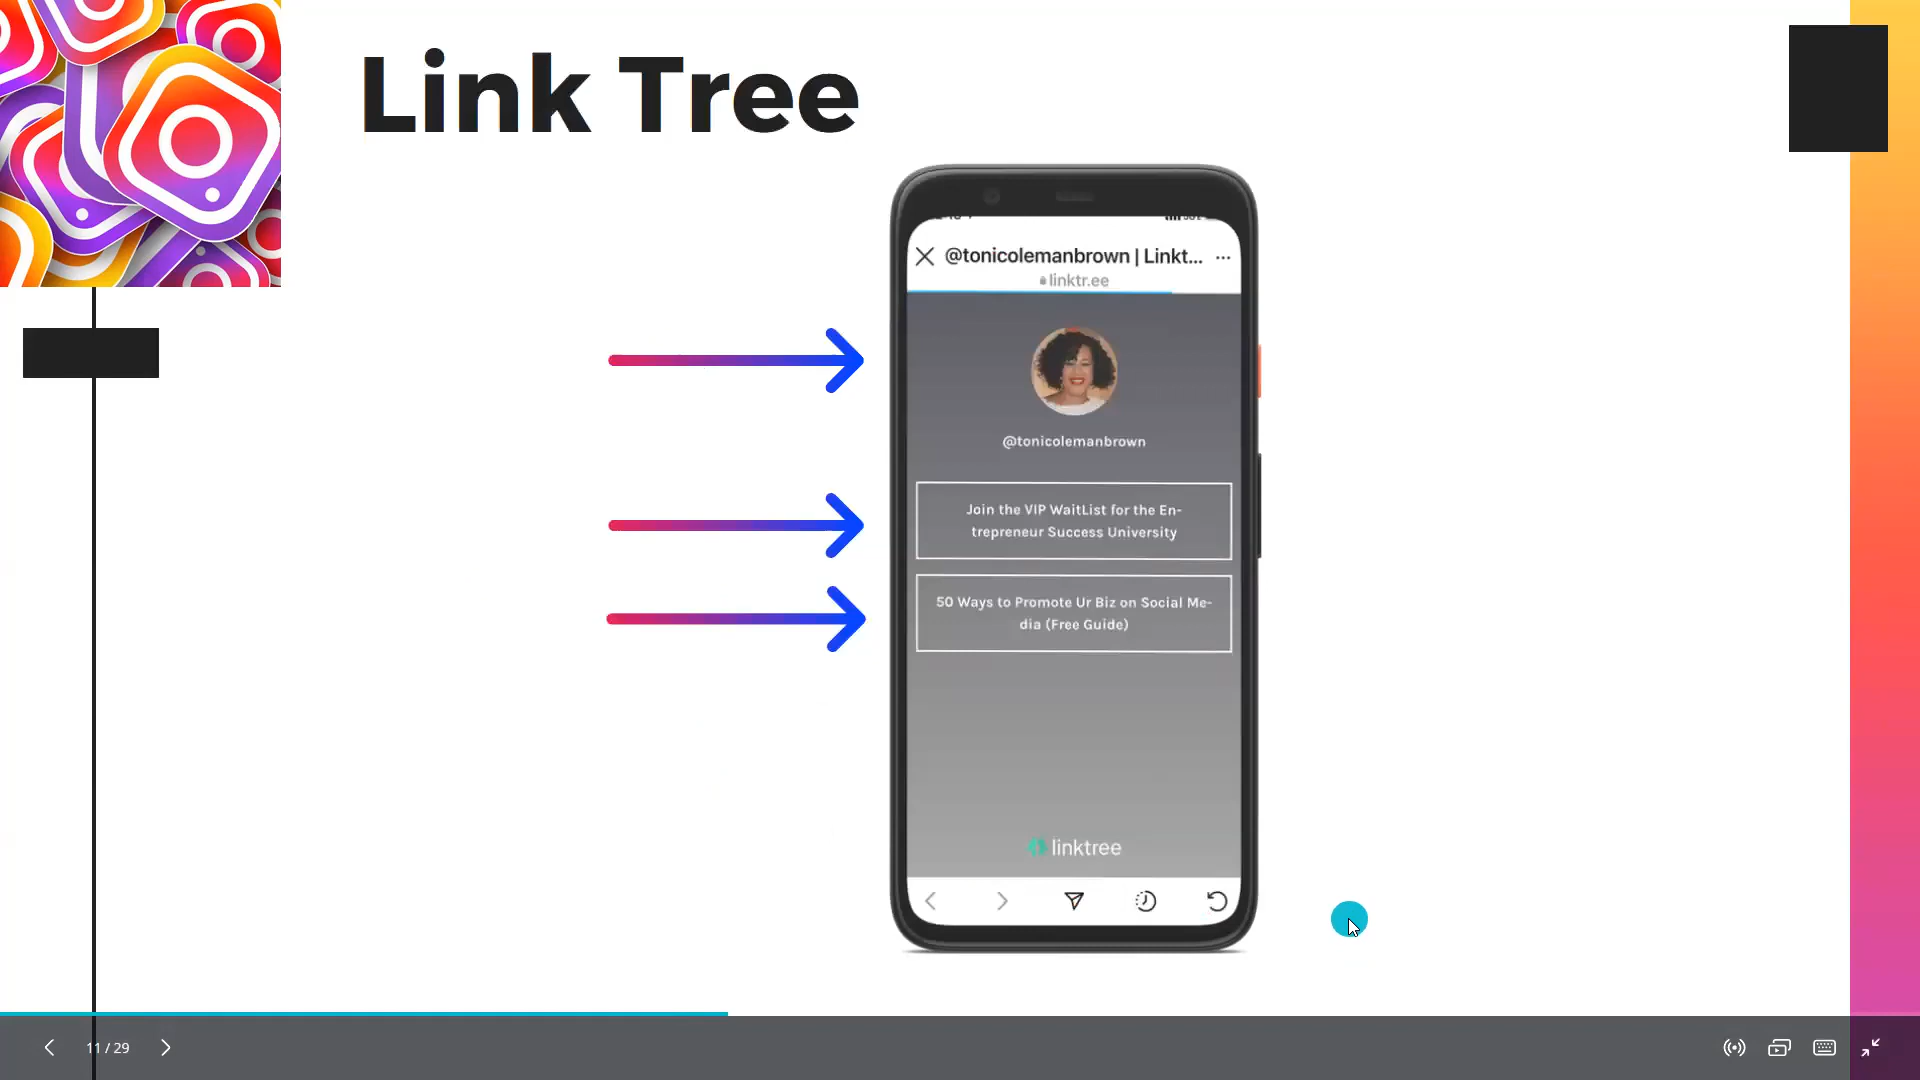 Link Tree
@tonicolemanbrown | Linkt...
linktr.ee
@tonicolemanbrown
Join the VIP WaitList for the En-
trepreneur Success University
50 Ways to Promote Ur Biz on Social Me-
dia (Free Guide)
linktree
11 / 29